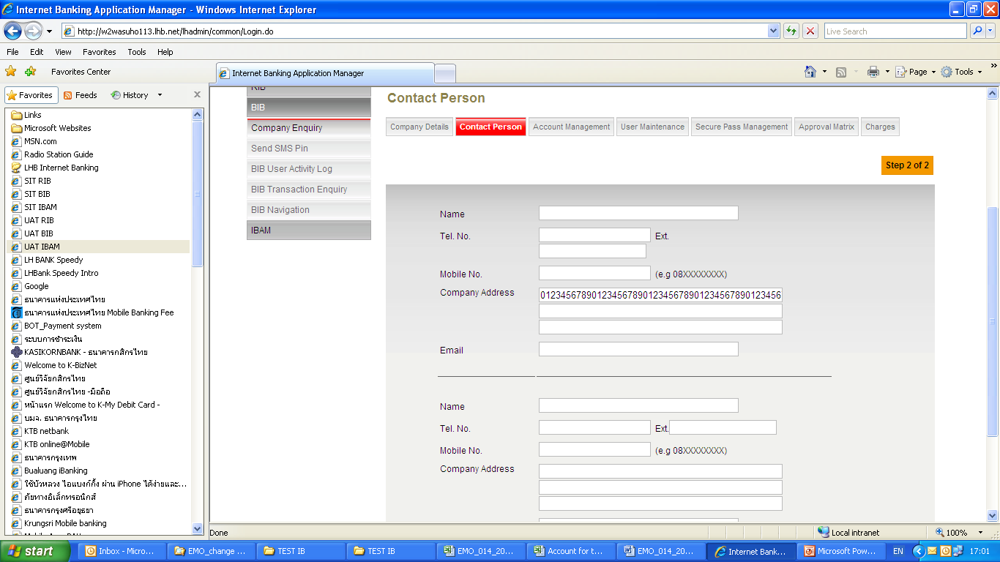 Internet Banking Application Manager - Windows Internet Explorer
http://w2wasuho113.lhb.net/lhadmin/common/Login.do
Live Search
File Edit View Favorites Tools Help
Favorites Center
Internet Banking Application Manager
Page Tools
Favorites Feeds History
Links
Microsoft Websites
MSN.com
Radio Station Guide
LHB Internet Banking
SIT RIB
SIT BIB
SIT IBAM
UAT RIB
UAT BIB
UAT IBAM
LH BANK Speedy
LHBank Speedy Intro
Google
ธนาคารแห่งประเทศไทย
ธนาคารแห่งประเทศไทย Mobile Banking Fee
BOT_Payment system
ระบบการชำระเงิน
KASIKORNBANK - ธนาคารกสิกรไทย
Welcome to K-BizNet
ศูนย์วิจัยกสิกรไทย
ศูนย์วิจัยกสิกรไทย -มือถือ
หน้าแรก Welcome to K-My Debit Card -
บมจ. ธนาคารกรุงไทย
KTB netbank
KTB online@Mobile
ธนาคารกรุงเทพ
Bualuang iBanking
ใช้บัวหลวง ไอแบงก์กิ้ง ผ่าน iPhone ได้ง่ายและ...
ภัยทางอิเล็กทรอนิกส์
ธนาคารกรุงศรีอยุธยา
Krungsri Mobile banking
RIB
BIB
Company Enquiry
Send SMS Pin
BIB User Activity Log
BIB Transaction Enquiry
BIB Navigation
IBAM
Contact Person
Company Details Contact Person Account Management User Maintenance Secure Pass Management Approval Matrix Charges
Step 2 of 2
Name
Tel. No. Ext.
Mobile No. (e.g 08XXXXXXXX)
Company Address 01234567890123456789012345678901234567890123456
Email
Name
Tel. No. Ext.
Mobile No. (e.g 08XXXXXXXX)
Company Address
Done Local intranet 100%
start Inbox - Micro... EMO_change ... TEST IB TEST IB EMO_014_20... Account for t... EMO_014_20... Internet Bank... Microsoft Pow... EN 17:01